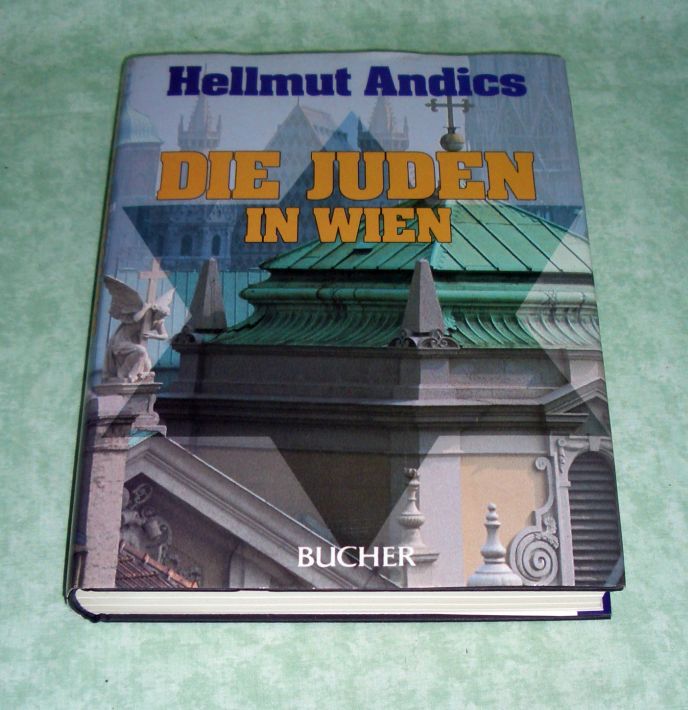 Hellmut Andics
DIE JUDEN
IN WIEN
BUCHER